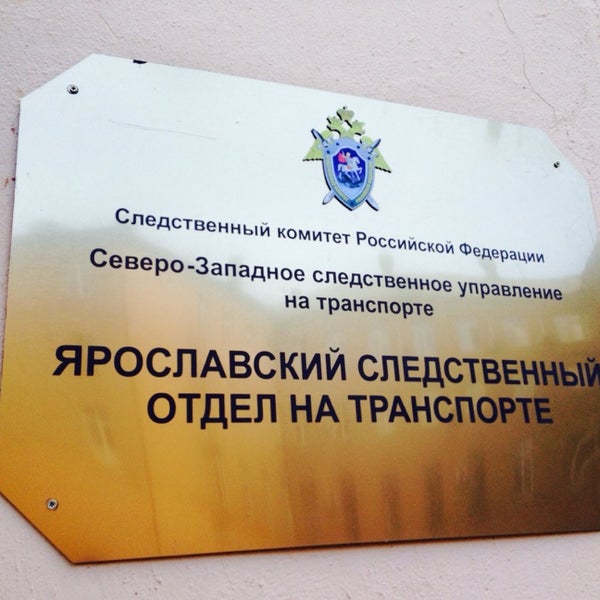 Следственный комитет Российской Федерации
Северо-Западное следственное управление
на транспорте
ЯРОСЛАВСКИЙ СЛЕДСТВЕННЫЙ
ОТДЕЛ НА ТРАНСПОРТЕ